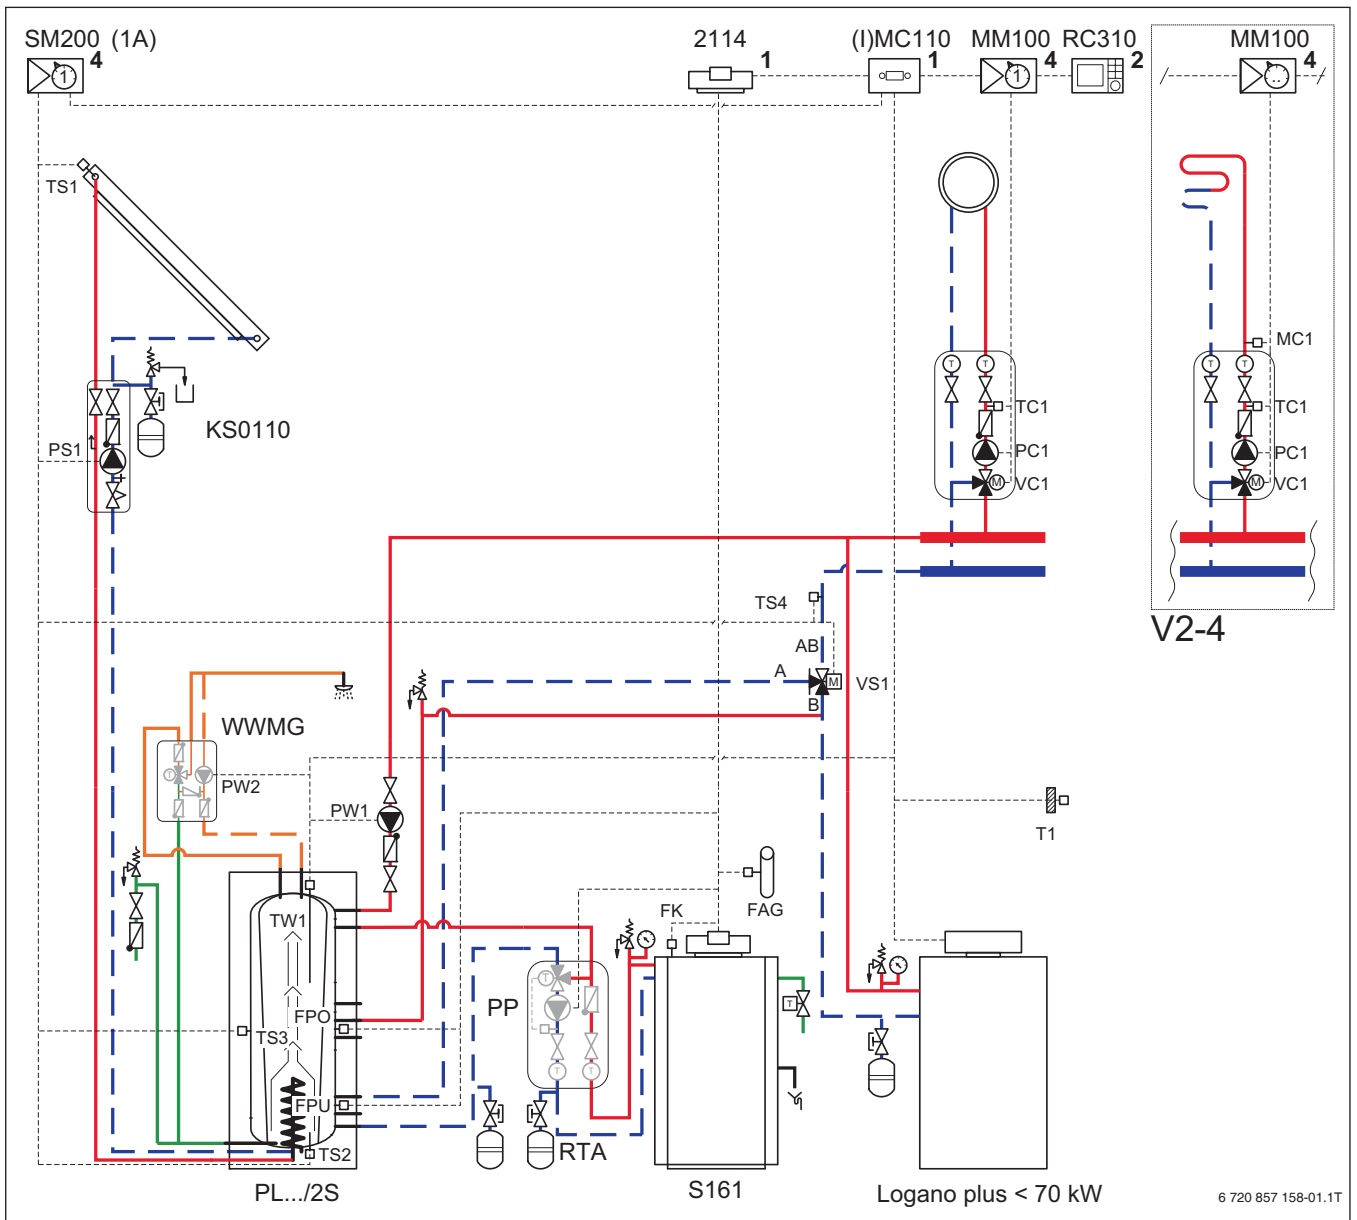 SM200 (1A)
4
1
2114
1
(I)MC110
1
MM100
4
1
RC310
2
MM100
4
...
TS1
KS0110
PS1
T T
TC1
PC1
M
VC1
T T
MC1
TC1
PC1
M
VC1
V2-4
TS4
AB
A
M
VS1
B
WWMG
T
PW2
PW1
T1
TW1
FK
FAG
FPO
TS3
PP
T
T
FPU
T T
TS2
RTA
PL.../2S
S161
Logano plus < 70 kW
6 720 857 158-01.1T